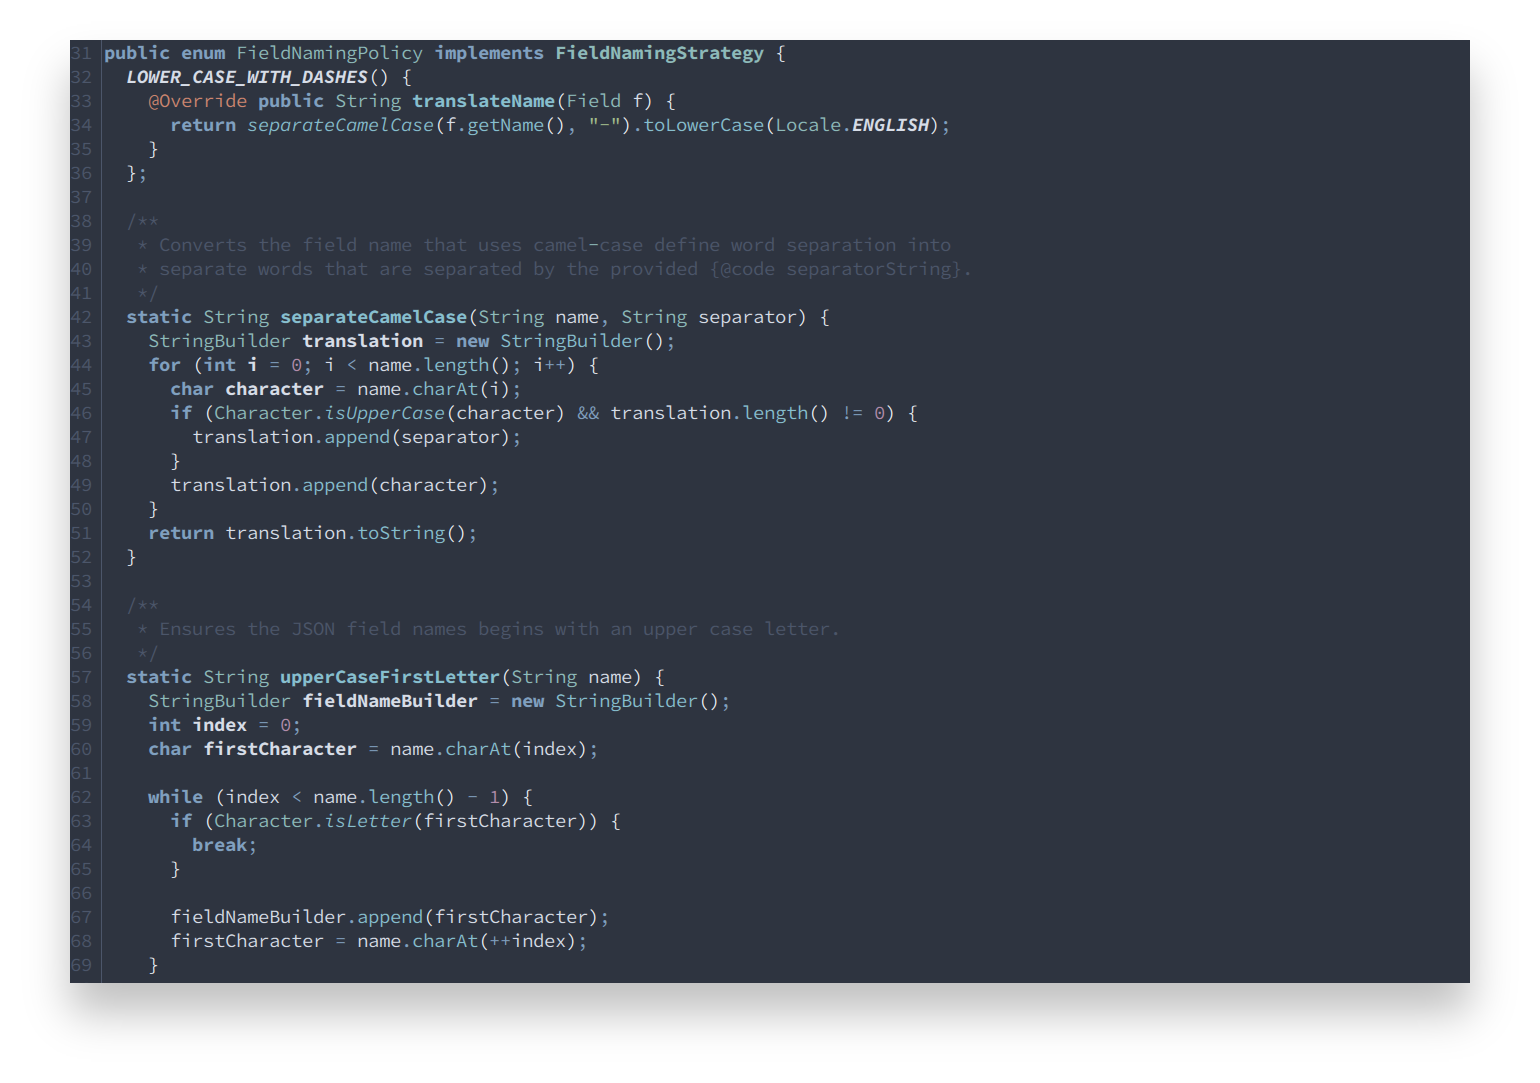 31 public enum FieldNamingPolicy implements FieldNamingStrategy {
32   LOWER_CASE_WITH_DASHES() {
33     @Override public String translateName(Field f) {
34       return separateCamelCase(f.getName(), "-").toLowerCase(Locale.ENGLISH);
35     }
36   };
37
38   /**
39    * Converts the field name that uses camel-case define word separation into
40    * separate words that are separated by the provided {@code separatorString}.
41    */
42   static String separateCamelCase(String name, String separator) {
43     StringBuilder translation = new StringBuilder();
44     for (int i = 0; i < name.length(); i++) {
45       char character = name.charAt(i);
46       if (Character.isUpperCase(character) && translation.length() != 0) {
47         translation.append(separator);
48       }
49       translation.append(character);
50     }
51     return translation.toString();
52   }
53
54   /**
55    * Ensures the JSON field names begins with an upper case letter.
56    */
57   static String upperCaseFirstLetter(String name) {
58     StringBuilder fieldNameBuilder = new StringBuilder();
59     int index = 0;
60     char firstCharacter = name.charAt(index);
61
62     while (index < name.length() - 1) {
63       if (Character.isLetter(firstCharacter)) {
64         break;
65       }
66
67       fieldNameBuilder.append(firstCharacter);
68       firstCharacter = name.charAt(++index);
69     }